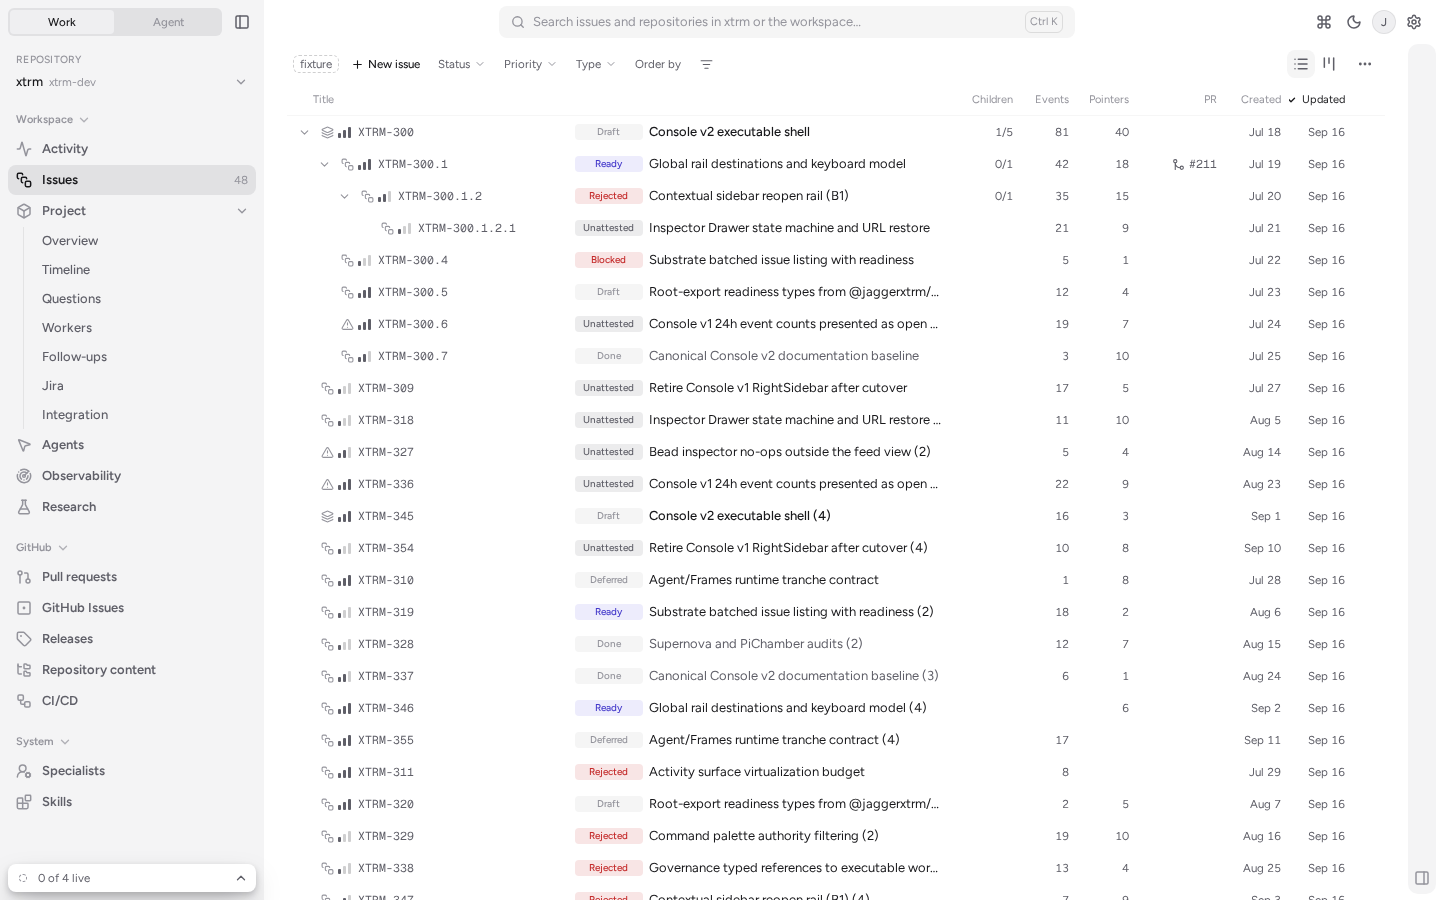 Work Agent
Search issues and repositories in xtrm or the workspace... Ctrl K
J
REPOSITORY
xtrm xtrm-dev
Workspace
Activity
Issues 48
Project
Overview
Timeline
Questions
Workers
Follow-ups
Jira
Integration
Agents
Observability
Research
GitHub
Pull requests
GitHub Issues
Releases
Repository content
CI/CD
System
Specialists
Skills
0 of 4 live
fixture New issue Status Priority Type Order by
Title Children Events Pointers PR Created Updated
XTRM-300 Draft Console v2 executable shell 1/5 81 40 Jul 18 Sep 16
XTRM-300.1 Ready Global rail destinations and keyboard model 0/1 42 18 #211 Jul 19 Sep 16
XTRM-300.1.2 Rejected Contextual sidebar reopen rail (B1) 0/1 35 15 Jul 20 Sep 16
XTRM-300.1.2.1 Unattested Inspector Drawer state machine and URL restore 21 9 Jul 21 Sep 16
XTRM-300.4 Blocked Substrate batched issue listing with readiness 5 1 Jul 22 Sep 16
XTRM-300.5 Draft Root-export readiness types from @jaggerxtrm/... 12 4 Jul 23 Sep 16
XTRM-300.6 Unattested Console v1 24h event counts presented as open ... 19 7 Jul 24 Sep 16
XTRM-300.7 Done Canonical Console v2 documentation baseline 3 10 Jul 25 Sep 16
XTRM-309 Unattested Retire Console v1 RightSidebar after cutover 17 5 Jul 27 Sep 16
XTRM-318 Unattested Inspector Drawer state machine and URL restore ... 11 10 Aug 5 Sep 16
XTRM-327 Unattested Bead inspector no-ops outside the feed view (2) 5 4 Aug 14 Sep 16
XTRM-336 Unattested Console v1 24h event counts presented as open ... 22 9 Aug 23 Sep 16
XTRM-345 Draft Console v2 executable shell (4) 16 3 Sep 1 Sep 16
XTRM-354 Unattested Retire Console v1 RightSidebar after cutover (4) 10 8 Sep 10 Sep 16
XTRM-310 Deferred Agent/Frames runtime tranche contract 1 8 Jul 28 Sep 16
XTRM-319 Ready Substrate batched issue listing with readiness (2) 18 2 Aug 6 Sep 16
XTRM-328 Done Supernova and PiChamber audits (2) 12 7 Aug 15 Sep 16
XTRM-337 Done Canonical Console v2 documentation baseline (3) 6 1 Aug 24 Sep 16
XTRM-346 Ready Global rail destinations and keyboard model (4) 6 Sep 2 Sep 16
XTRM-355 Deferred Agent/Frames runtime tranche contract (4) 17 Sep 11 Sep 16
XTRM-311 Rejected Activity surface virtualization budget 8 Jul 29 Sep 16
XTRM-320 Draft Root-export readiness types from @jaggerxtrm/... 2 5 Aug 7 Sep 16
XTRM-329 Rejected Command palette authority filtering (2) 19 10 Aug 16 Sep 16
XTRM-338 Rejected Governance typed references to executable wor... 13 4 Aug 25 Sep 16
XTRM-347 Rejected Contextual sidebar reopen rail (B1) (4) 7 9 Sep 3 Sep 16